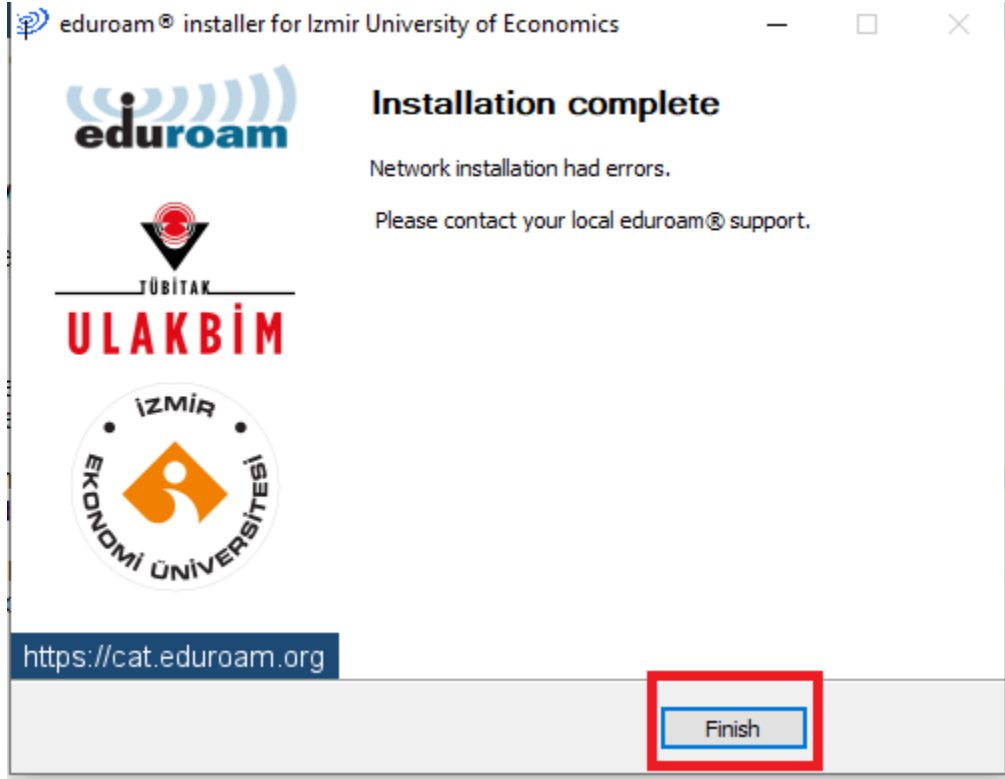 eduroam® installer for Izmir University of Economics
eduroam
Installation complete
Network installation had errors.
Please contact your local eduroam® support.
TÜBİTAK
ULAKBİM
İZMİR
EKONOMİ ÜNİVERSİTESİ
https://cat.eduroam.org
Finish